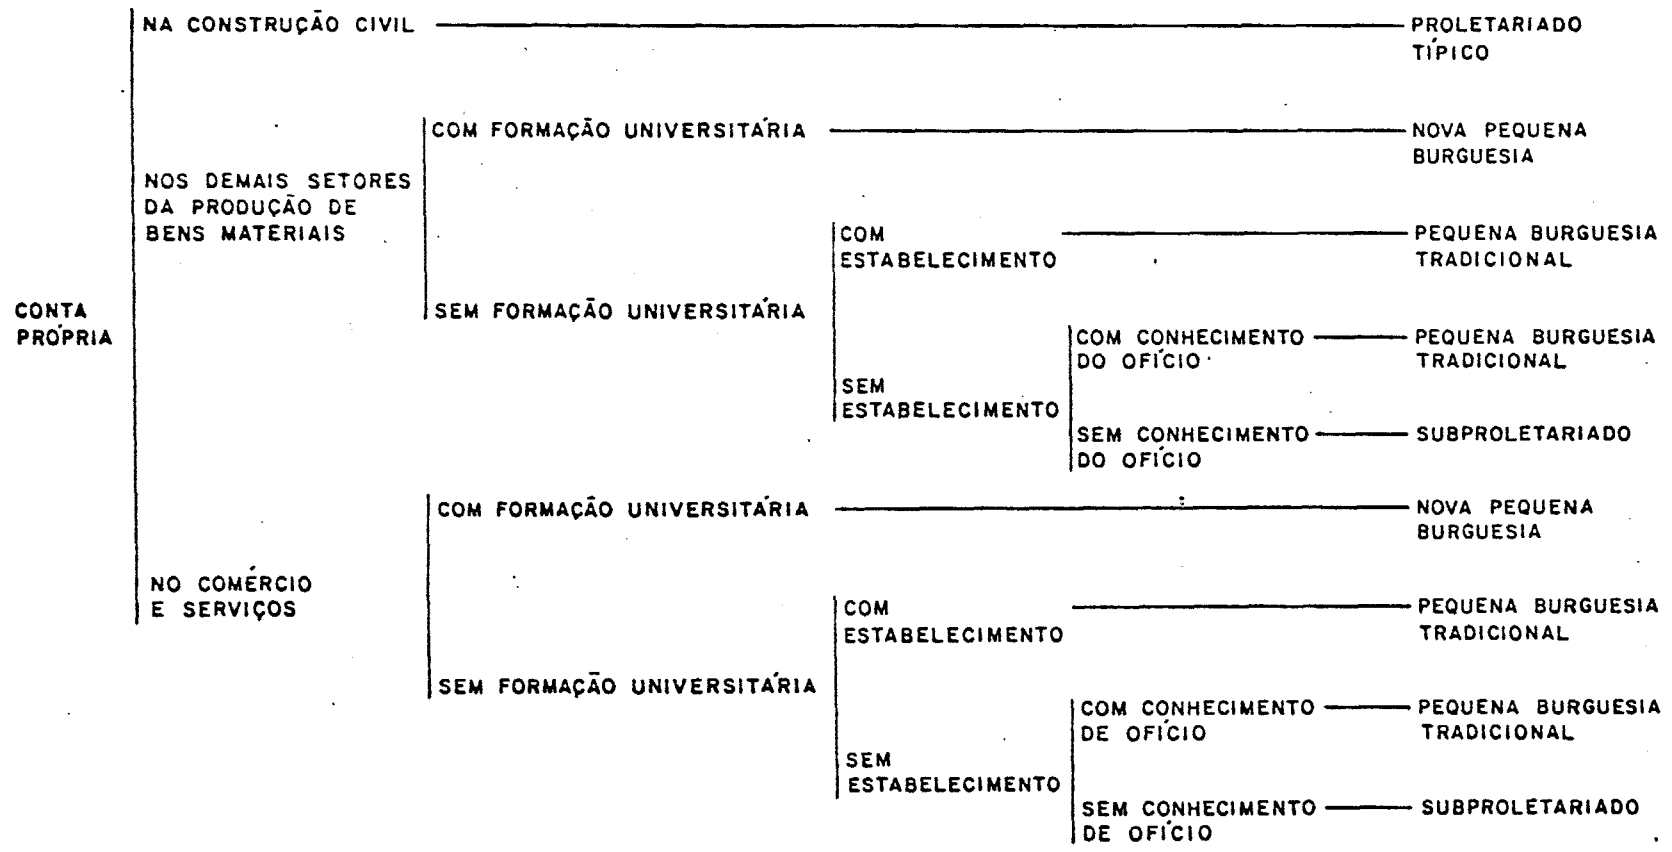 NA CONSTRUÇÃO CIVIL
PROLETARIADO
TÍPICO
COM FORMAÇÃO UNIVERSITÁRIA
NOVA PEQUENA
BURGUESIA
NOS DEMAIS SETORES
DA PRODUÇÃO DE
BENS MATERIAIS
COM
ESTABELECIMENTO
PEQUENA BURGUESIA
TRADICIONAL
CONTA
PRÓPRIA
SEM FORMAÇÃO UNIVERSITÁRIA
COM CONHECIMENTO
DO OFÍCIO
PEQUENA BURGUESIA
TRADICIONAL
SEM
ESTABELECIMENTO
SEM CONHECIMENTO
DO OFÍCIO
SUBPROLETARIADO
COM FORMAÇÃO UNIVERSITÁRIA
NOVA PEQUENA
BURGUESIA
NO COMÉRCIO
E SERVIÇOS
COM
ESTABELECIMENTO
PEQUENA BURGUESIA
TRADICIONAL
SEM FORMAÇÃO UNIVERSITÁRIA
COM CONHECIMENTO
DE OFÍCIO
PEQUENA BURGUESIA
TRADICIONAL
SEM
ESTABELECIMENTO
SEM CONHECIMENTO
DE OFÍCIO
SUBPROLETARIADO